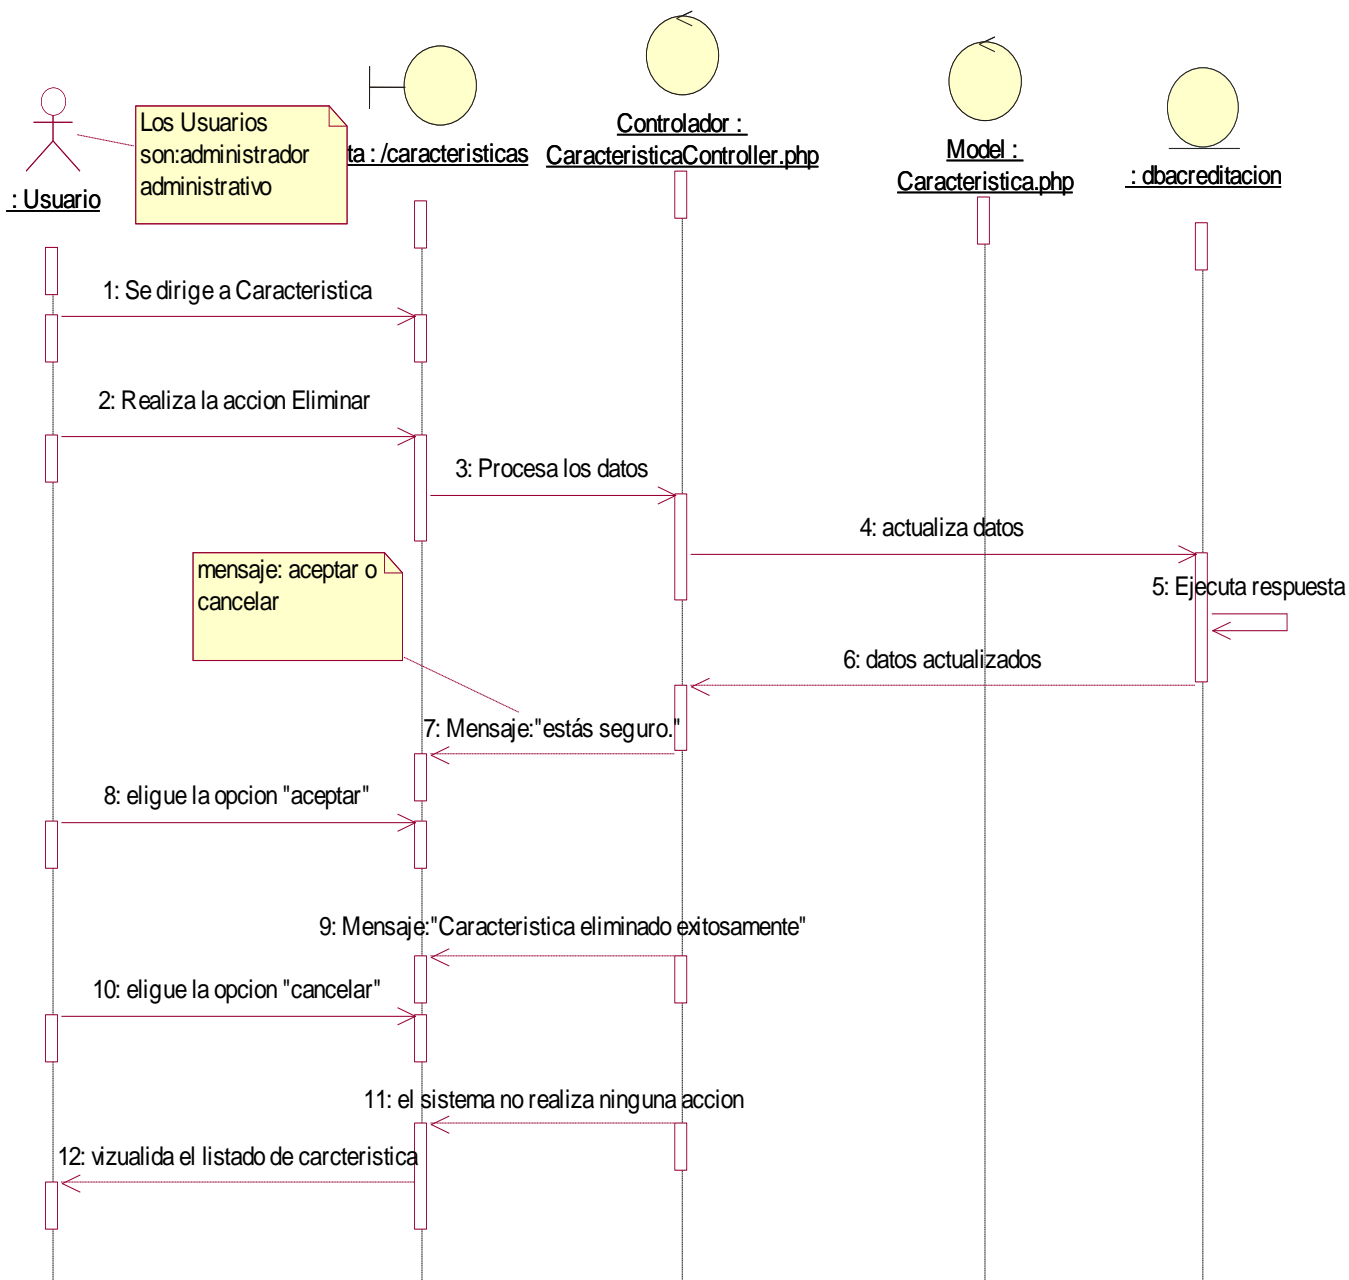 Los Usuarios
son:administrador
administrativo
: Usuario
ta : /caracteristicas
Controlador :
CaracteristicaController.php
Model :
Caracteristica.php
: dbacreditacion
1: Se dirige a Caracteristica
2: Realiza la accion Eliminar
3: Procesa los datos
4: actualiza datos
5: Ejecuta respuesta
mensaje: aceptar o
cancelar
6: datos actualizados
7: Mensaje:"estás seguro."
8: eligue la opcion "aceptar"
9: Mensaje:"Caracteristica eliminado exitosamente"
10: eligue la opcion "cancelar"
11: el sistema no realiza ninguna accion
12: vizualida el listado de carcteristica